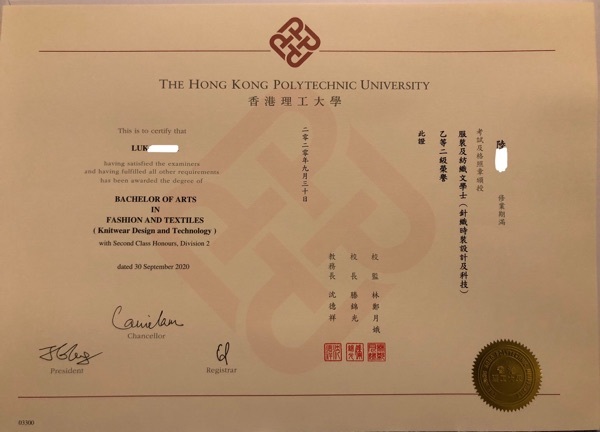 THE HONG KONG POLYTECHNIC UNIVERSITY
香港理工大學
This is to certify that
LUK
having satisfied the examiners
and having fulfilled all other requirements
has been awarded the degree of
BACHELOR OF ARTS
IN
FASHION AND TEXTILES
( Knitwear Design and Technology )
with Second Class Honours, Division 2
dated 30 September 2020
陸
修業期滿
考試及格照章頒授
服裝及紡織文學士(針織時裝設計及科技)
乙等二級榮譽
此證
二零二零年九月三十日
校監 林鄭月娥
校長 滕錦光
教務長 沈德祥
Chancellor
President
Registrar
03300